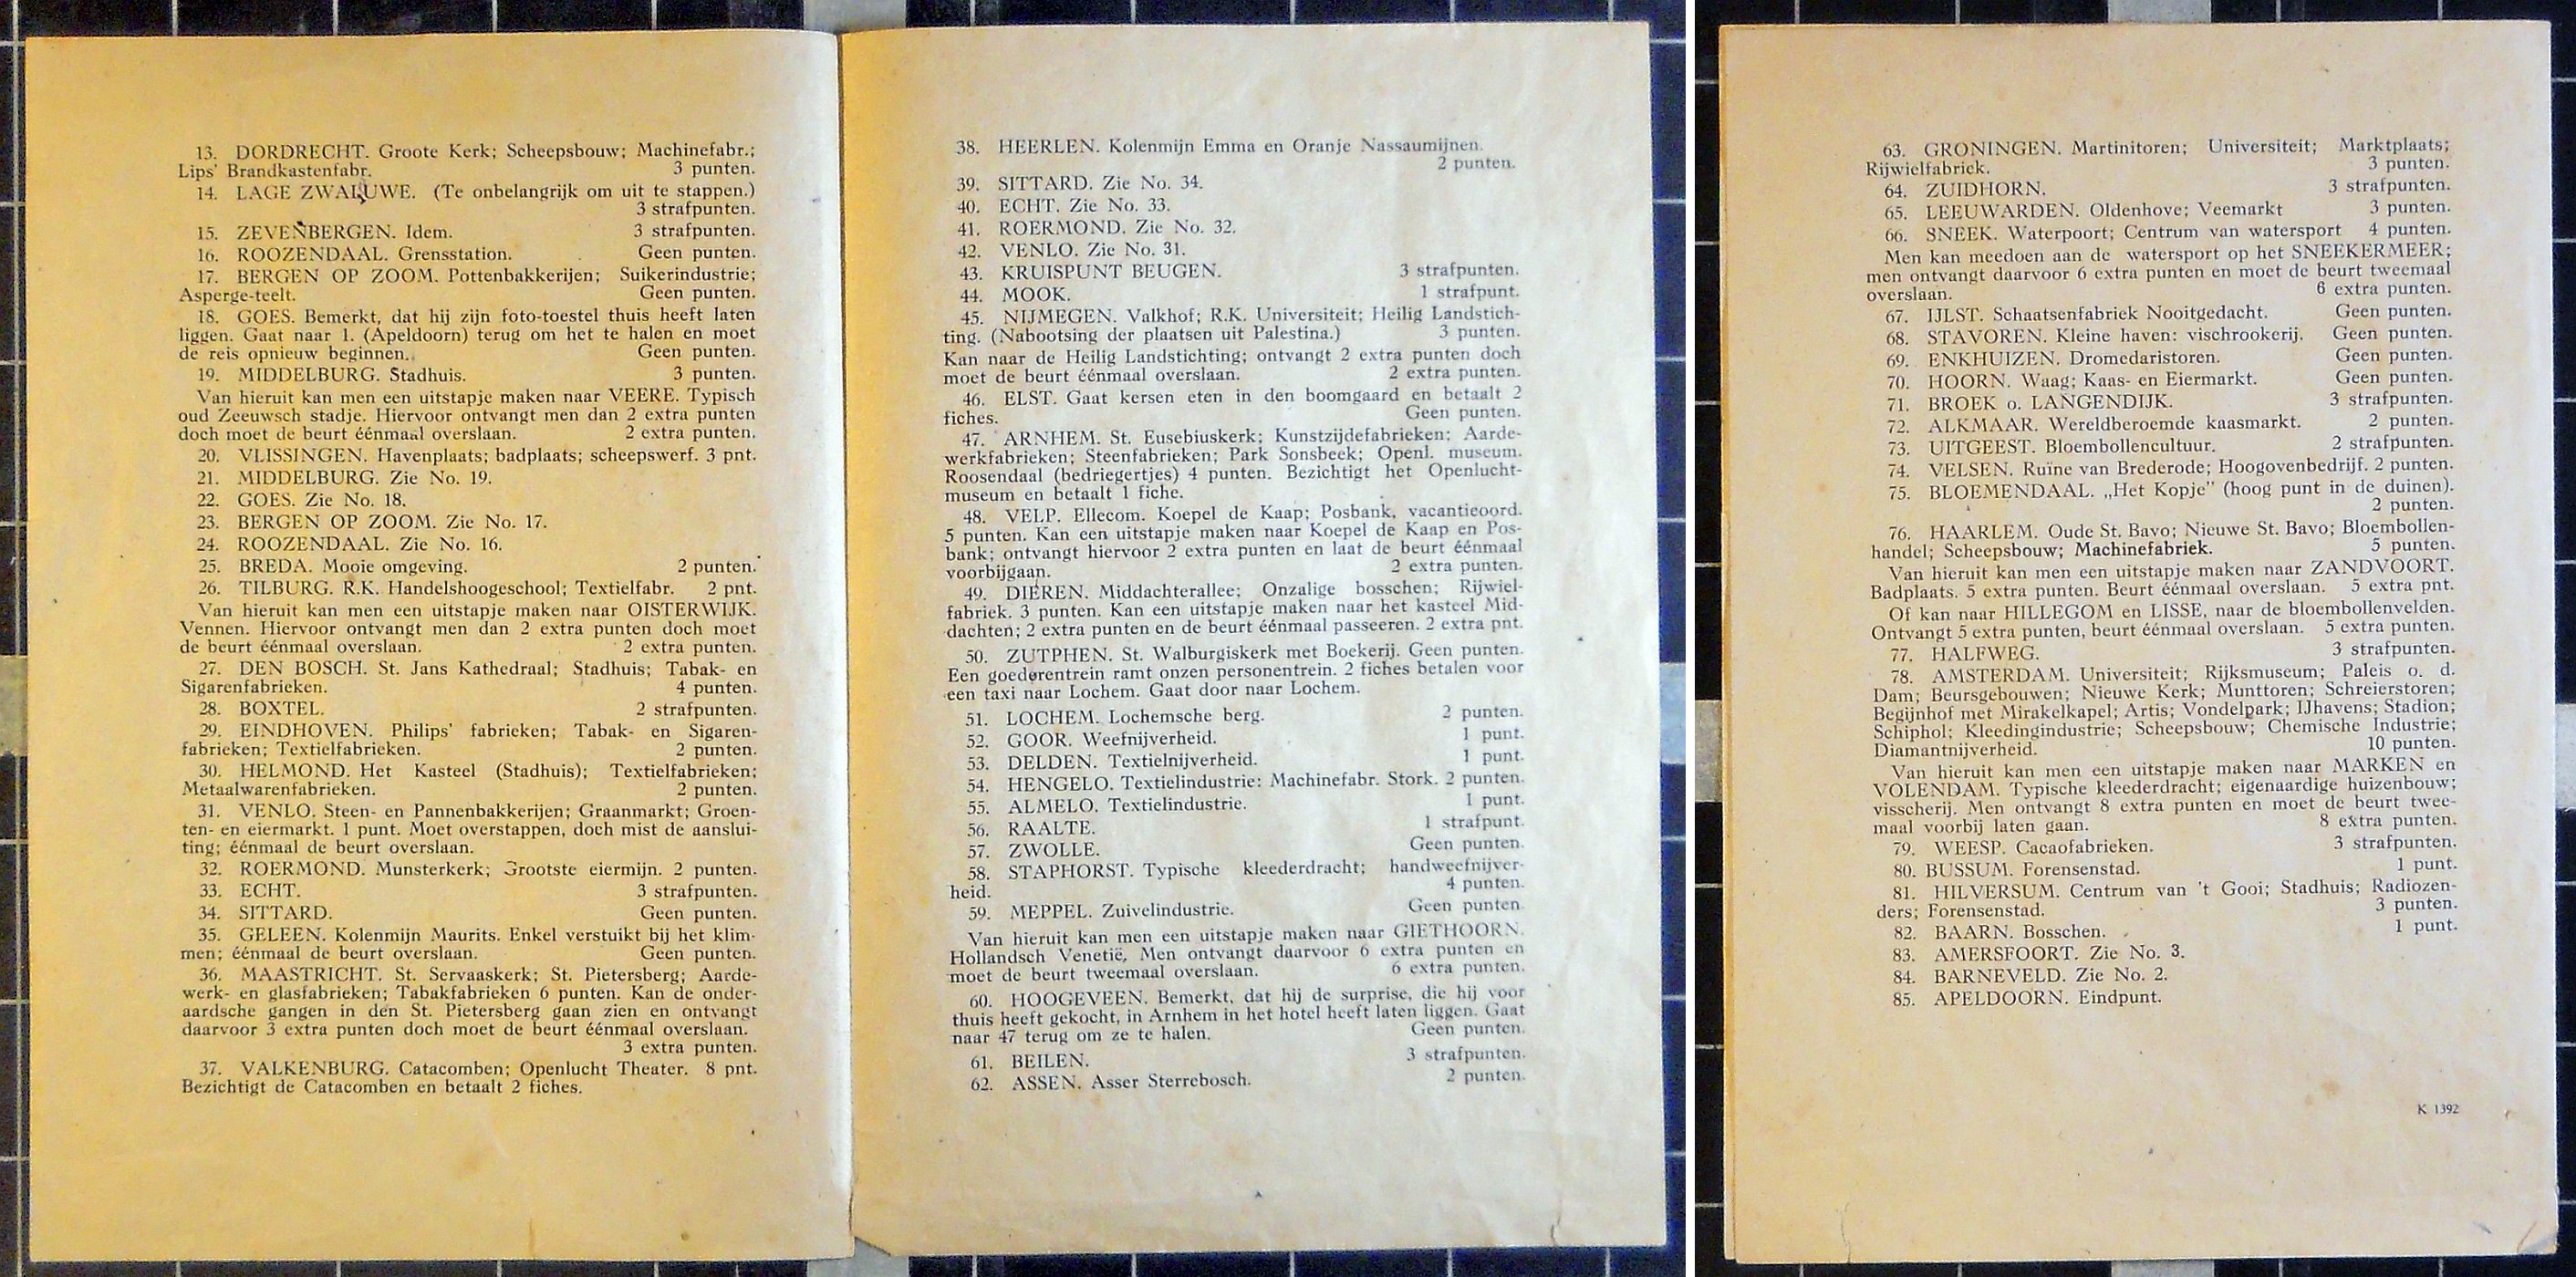 13. DORDRECHT. Groote Kerk; Scheepsbouw; Machinefabr.;
Lips' Brandkastenfabr. 3 punten.
14. LAGE ZWALUWE. (Te onbelangrijk om uit te stappen.)
3 strafpunten.
15. ZEVENBERGEN. Idem. 3 strafpunten.
16. ROOZENDAAL. Grensstation. Geen punten.
17. BERGEN OP ZOOM. Pottenbakkerijen; Suikerindustrie;
Asperge-teelt. Geen punten.
18. GOES. Bemerkt, dat hij zijn foto-toestel thuis heeft laten
liggen. Gaat naar 1. (Apeldoorn) terug om het te halen en moet
de reis opnieuw beginnen. Geen punten.
19. MIDDELBURG. Stadhuis. 3 punten.
Van hieruit kan men een uitstapje maken naar VEERE. Typisch
oud Zeeuwsch stadje. Hiervoor ontvangt men dan 2 extra punten
doch moet de beurt éénmaal overslaan. 2 extra punten.
20. VLISSINGEN. Havenplaats; badplaats; scheepswerf. 3 pnt.
21. MIDDELBURG. Zie No. 19.
22. GOES. Zie No. 18.
23. BERGEN OP ZOOM. Zie No. 17.
24. ROOZENDAAL. Zie No. 16.
25. BREDA. Mooie omgeving. 2 punten.
26. TILBURG. R.K. Handelshoogeschool; Textielfabr. 2 pnt.
Van hieruit kan men een uitstapje maken naar OISTERWIJK.
Vennen. Hiervoor ontvangt men dan 2 extra punten doch moet
de beurt éénmaal overslaan. 2 extra punten.
27. DEN BOSCH. St. Jans Kathedraal; Stadhuis; Tabak- en
Sigarenfabrieken. 4 punten.
28. BOXTEL. 2 strafpunten.
29. EINDHOVEN. Philips' fabrieken; Tabak- en Sigaren-
fabrieken; Textielfabrieken. 2 punten.
30. HELMOND. Het Kasteel (Stadhuis); Textielfabrieken;
Metaalwarenfabrieken. 2 punten.
31. VENLO. Steen- en Pannenbakkerijen; Graanmarkt; Groen-
ten- en eiermarkt. 1 punt. Moet overstappen, doch mist de aanslui-
ting; éénmaal de beurt overslaan.
32. ROERMOND. Munsterkerk; Grootste eiermijn. 2 punten.
33. ECHT. 3 strafpunten.
34. SITTARD. Geen punten.
35. GELEEN. Kolenmijn Maurits. Enkel verstuikt bij het klim-
men; éénmaal de beurt overslaan. Geen punten.
36. MAASTRICHT. St. Servaaskerk; St. Pietersberg; Aarde-
werk- en glasfabrieken; Tabakfabrieken 6 punten. Kan de onder-
aardsche gangen in den St. Pietersberg gaan zien en ontvangt
daarvoor 3 extra punten doch moet de beurt éénmaal overslaan.
3 extra punten.
37. VALKENBURG. Catacomben; Openlucht Theater. 8 pnt.
Bezichtigt de Catacomben en betaalt 2 fiches.
38. HEERLEN. Kolenmijn Emma en Oranje Nassaumijnen.
2 punten.
39. SITTARD. Zie No. 34.
40. ECHT. Zie No. 33.
41. ROERMOND. Zie No. 32.
42. VENLO. Zie No. 31.
43. KRUISPUNT BEUGEN. 3 strafpunten.
44. MOOK. 1 strafpunt.
45. NIJMEGEN. Valkhof; R.K. Universiteit; Heilig Landstich-
ting. (Nabootsing der plaatsen uit Palestina.) 3 punten.
Kan naar de Heilig Landstichting; ontvangt 2 extra punten doch
moet de beurt éénmaal overslaan. 2 extra punten.
46. ELST. Gaat kersen eten in den boomgaard en betaalt 2
fiches. Geen punten.
47. ARNHEM. St. Eusebiuskerk; Kunstzijdefabrieken; Aarde-
werkfabrieken; Steenfabrieken; Park Sonsbeek; Openl. museum.
Roosendaal (bedriegertjes) 4 punten. Bezichtigt het Openlucht-
museum en betaalt 1 fiche.
48. VELP. Ellecom. Koepel de Kaap; Posbank, vacantieoord.
5 punten. Kan een uitstapje maken naar Koepel de Kaap en Pos-
bank; ontvangt hiervoor 2 extra punten en laat de beurt éénmaal
voorbijgaan. 2 extra punten.
49. DIEREN. Middachterallee; Onzalige bosschen; Rijwiel-
fabriek. 3 punten. Kan een uitstapje maken naar het kasteel Mid-
dachten; 2 extra punten en de beurt éénmaal passeeren. 2 extra pnt.
50. ZUTPHEN. St. Walburgiskerk met Boekerij. Geen punten.
Een goederentrein ramt onzen personentrein. 2 fiches betalen voor
een taxi naar Lochem. Gaat door naar Lochem.
51. LOCHEM. Lochemsche berg. 2 punten.
52. GOOR. Weefnijverheid. 1 punt.
53. DELDEN. Textielnijverheid. 1 punt.
54. HENGELO. Textielindustrie: Machinefabr. Stork. 2 punten.
55. ALMELO. Textielindustrie. 1 punt.
56. RAALTE. 1 strafpunt.
57. ZWOLLE. Geen punten.
58. STAPHORST. Typische kleederdracht; handweefnijver-
heid. 4 punten.
59. MEPPEL. Zuivelindustrie. Geen punten.
Van hieruit kan men een uitstapje maken naar GIETHOORN.
Hollandsch Venetië. Men ontvangt daarvoor 6 extra punten en
moet de beurt tweemaal overslaan. 6 extra punten.
60. HOOGEVEEN. Bemerkt, dat hij de surprise, die hij voor
thuis heeft gekocht, in Arnhem in het hotel heeft laten liggen. Gaat
naar 47 terug om ze te halen. Geen punten.
61. BEILEN. 3 strafpunten.
62. ASSEN. Asser Sterrebosch. 2 punten.
63. GRONINGEN. Martinitoren; Universiteit; Marktplaats;
Rijwielfabriek. 3 punten.
64. ZUIDHORN. 3 strafpunten.
65. LEEUWARDEN. Oldenhove; Veemarkt 3 punten.
66. SNEEK. Waterpoort; Centrum van watersport 4 punten.
Men kan meedoen aan de watersport op het SNEEKERMEER;
men ontvangt daarvoor 6 extra punten en moet de beurt tweemaal
overslaan. 6 extra punten.
67. IJLST. Schaatsenfabriek Nooitgedacht. Geen punten.
68. STAVOREN. Kleine haven: vischrookerij. Geen punten.
69. ENKHUIZEN. Dromedaristoren. Geen punten.
70. HOORN. Waag; Kaas- en Eiermarkt. Geen punten.
71. BROEK o. LANGENDIJK. 3 strafpunten.
72. ALKMAAR. Wereldberoemde kaasmarkt. 2 punten.
73. UITGEEST. Bloembollencultuur. 2 strafpunten.
74. VELSEN. Ruïne van Brederode; Hoogovenbedrijf. 2 punten.
75. BLOEMENDAAL. „Het Kopje" (hoog punt in de duinen).
2 punten.
76. HAARLEM. Oude St. Bavo; Nieuwe St. Bavo; Bloembollen-
handel; Scheepsbouw; Machinefabriek. 5 punten.
Van hieruit kan men een uitstapje maken naar ZANDVOORT.
Badplaats. 5 extra punten. Beurt éénmaal overslaan. 5 extra pnt.
Of kan naar HILLEGOM en LISSE, naar de bloembollenvelden.
Ontvangt 5 extra punten, beurt éénmaal overslaan. 5 extra punten.
77. HALFWEG. 3 strafpunten.
78. AMSTERDAM. Universiteit; Rijksmuseum; Paleis o. d.
Dam; Beursgebouwen; Nieuwe Kerk; Munttoren; Schreierstoren;
Begijnhof met Mirakelkapel; Artis; Vondelpark; IJhavens; Stadion;
Schiphol; Kleedingindustrie; Scheepsbouw; Chemische Industrie;
Diamantnijverheid. 10 punten.
Van hieruit kan men een uitstapje maken naar MARKEN en
VOLENDAM. Typische kleederdracht; eigenaardige huizenbouw;
visscherij. Men ontvangt 8 extra punten en moet de beurt twee-
maal voorbij laten gaan. 8 extra punten.
79. WEESP. Cacaofabrieken. 3 strafpunten.
80. BUSSUM. Forensenstad. 1 punt.
81. HILVERSUM. Centrum van 't Gooi; Stadhuis; Radiozen-
ders; Forensenstad. 3 punten.
82. BAARN. Bosschen. 1 punt.
83. AMERSFOORT. Zie No. 3.
84. BARNEVELD. Zie No. 2.
85. APELDOORN. Eindpunt.
K 1392